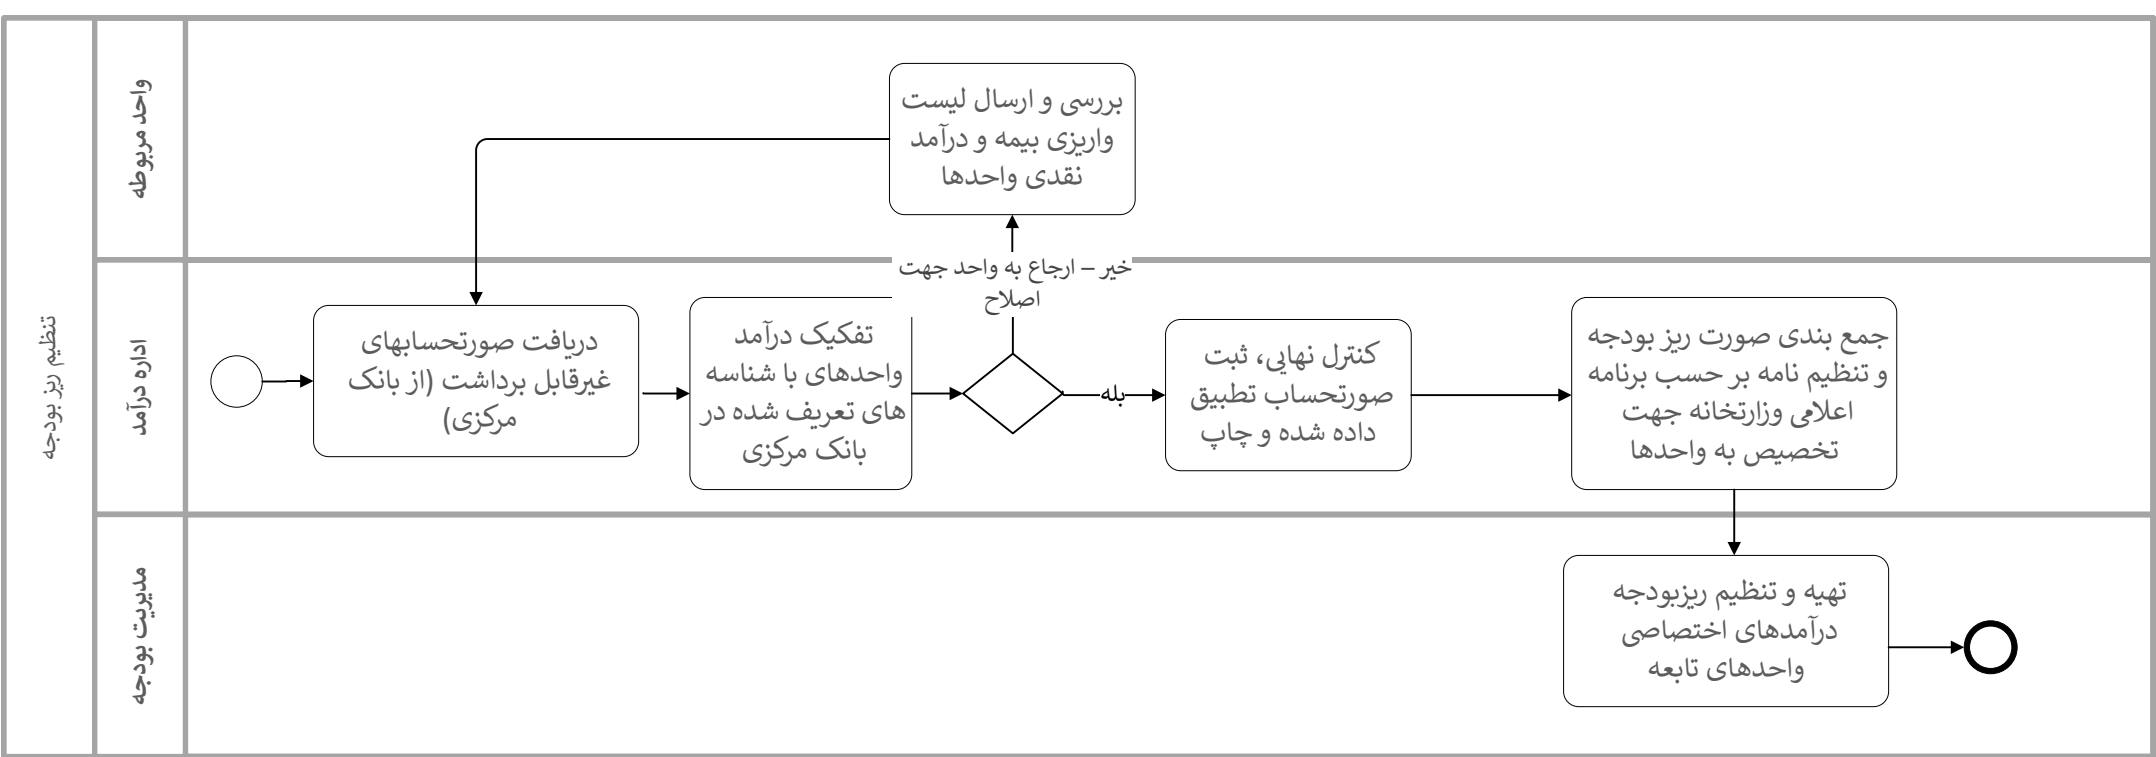 تنظیم ریز بودجه
واحد مربوطه
بررسی و ارسال لیست
واریزی بیمه و درآمد
نقدی واحدها
اداره درآمد
دریافت صورتحسابهای
غیرقابل برداشت (از بانک
مرکزی)
تفکیک درآمد
واحدهای با شناسه
های تعریف شده در
بانک مرکزی
خیر – ارجاع به واحد جهت
اصلاح
بله
کنترل نهایی، ثبت
صورتحساب تطبیق
داده شده و چاپ
جمع بندی صورت ریز بودجه
و تنظیم نامه بر حسب برنامه
اعلامی وزارتخانه جهت
تخصیص به واحدها
مدیریت بودجه
تهیه و تنظیم ریزبودجه
درآمدهای اختصاصی
واحدهای تابعه